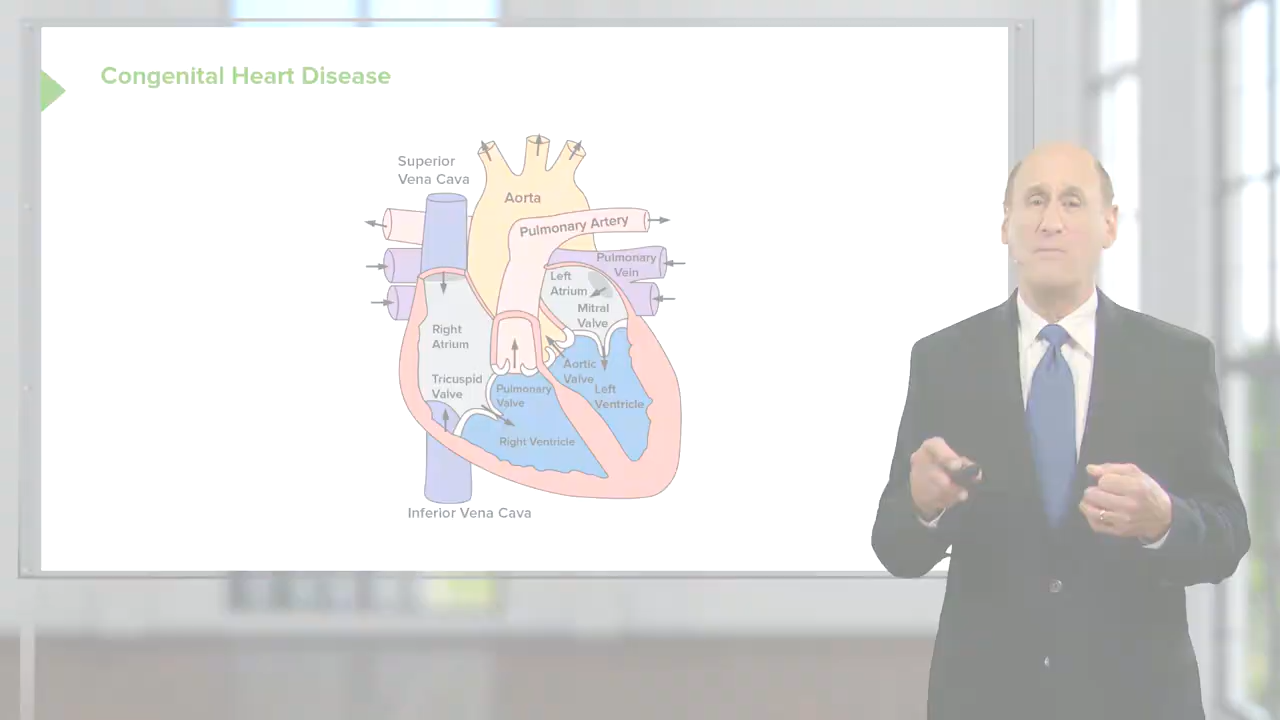 Congenital Heart Disease
Superior
Vena Cava
Aorta
Pulmonary Artery
Pulmonary
Vein
Left
Atrium
Mitral
Valve
Right
Atrium
Aortic
Valve
Tricuspid
Valve
Pulmonary
Valve
Left
Ventricle
Right Ventricle
Inferior Vena Cava